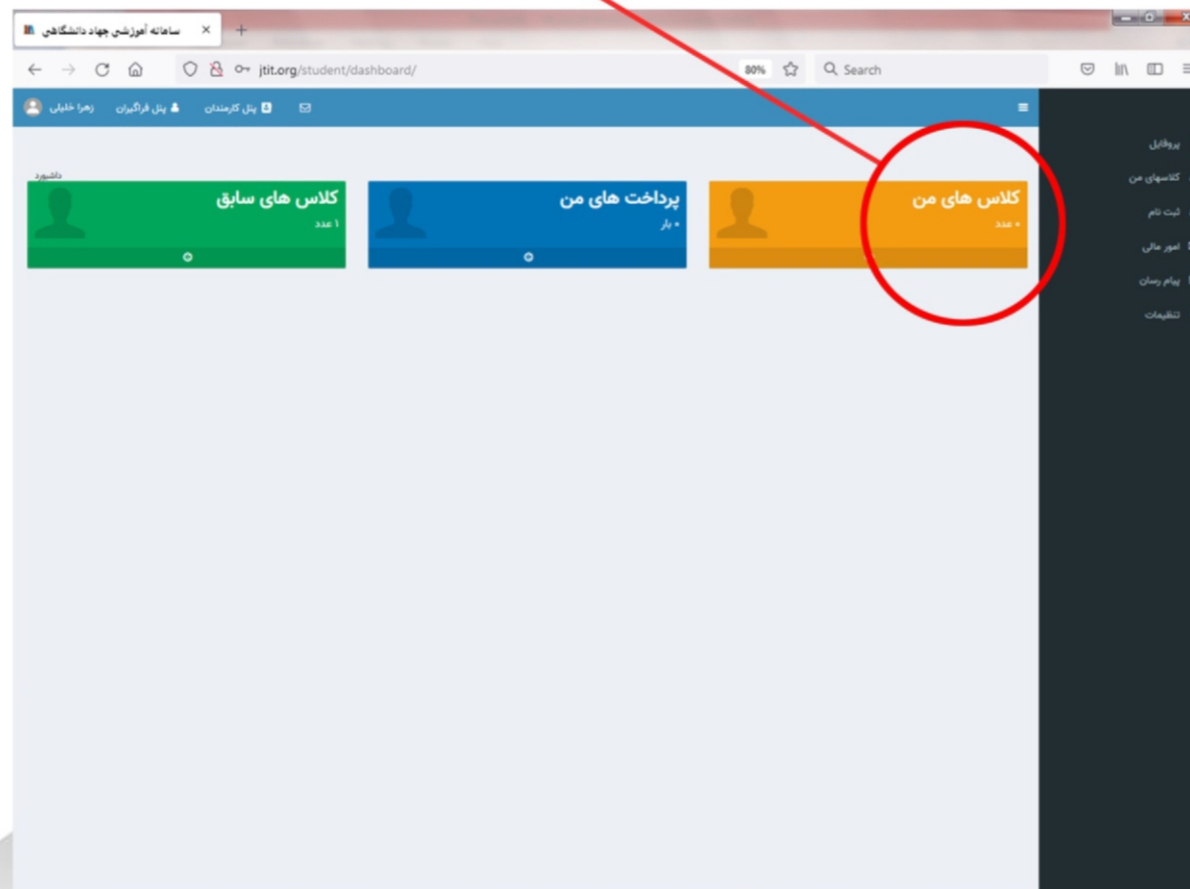 سامانه آموزشی جهاد دانشگاهی
jtit.org/student/dashboard/
80%
Search
پنل کارمندان
پنل فراگیران
زهرا خلیلی
داشبورد
کلاس های من
۰ عدد
پرداخت های من
۰ بار
کلاس های سابق
۱ عدد
پروفایل
کلاسهای من
ثبت نام
امور مالی
پیام رسان
تنظیمات